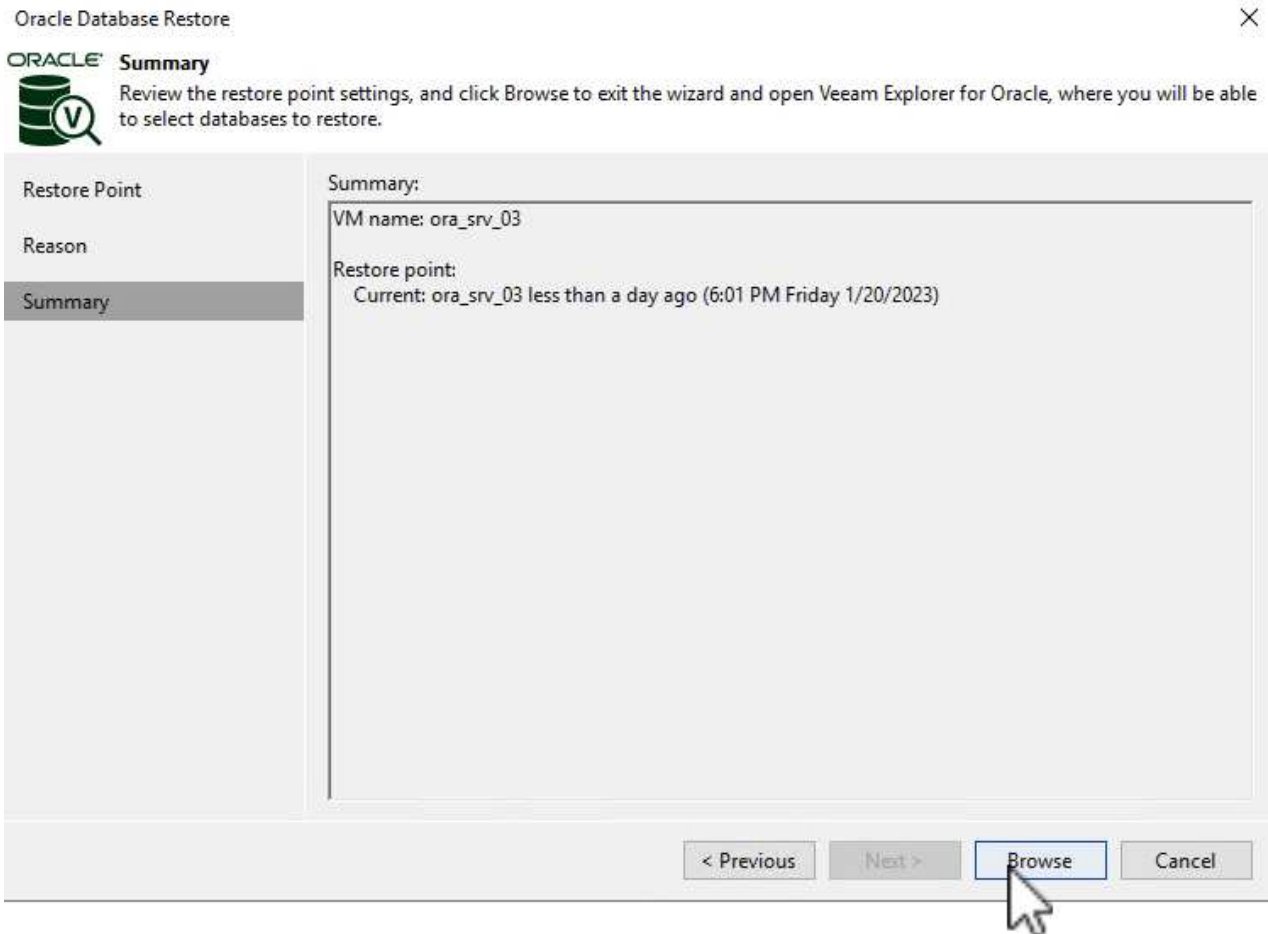 Oracle Database Restore
ORACLE
Summary
Review the restore point settings, and click Browse to exit the wizard and open Veeam Explorer for Oracle, where you will be able
to select databases to restore.
V
Restore Point
Reason
Summary
Summary:
VM name: ora_srv_03
Restore point:
Current: ora_srv_03 less than a day ago (6:01 PM Friday 1/20/2023)
< Previous
Next >
Browse
Cancel